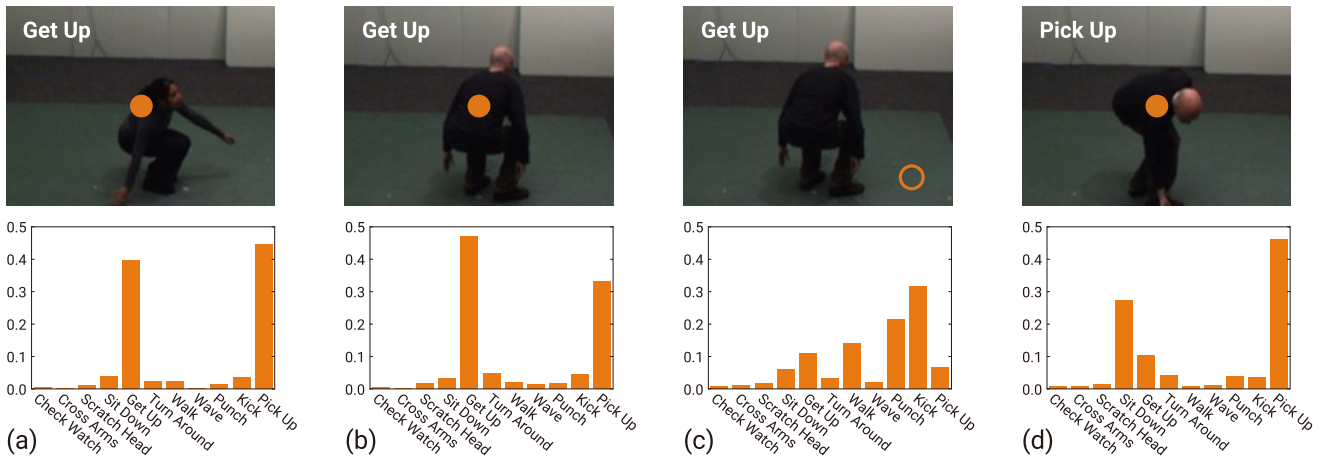 Get Up
Get Up
Get Up
Pick Up
0.5
0.4
0.3
0.2
0.1
0.0
Check Watch
Cross Arms
Scratch Head
Sit Down
Get Up
Turn Around
Walk
Wave
Punch
Kick
Pick Up
(a)
0.5
0.4
0.3
0.2
0.1
0.0
Check Watch
Cross Arms
Scratch Head
Sit Down
Get Up
Turn Around
Walk
Wave
Punch
Kick
Pick Up
(b)
0.5
0.4
0.3
0.2
0.1
0.0
Check Watch
Cross Arms
Scratch Head
Sit Down
Get Up
Turn Around
Walk
Wave
Punch
Kick
Pick Up
(c)
0.5
0.4
0.3
0.2
0.1
0.0
Check Watch
Cross Arms
Scratch Head
Sit Down
Get Up
Turn Around
Walk
Wave
Punch
Kick
Pick Up
(d)